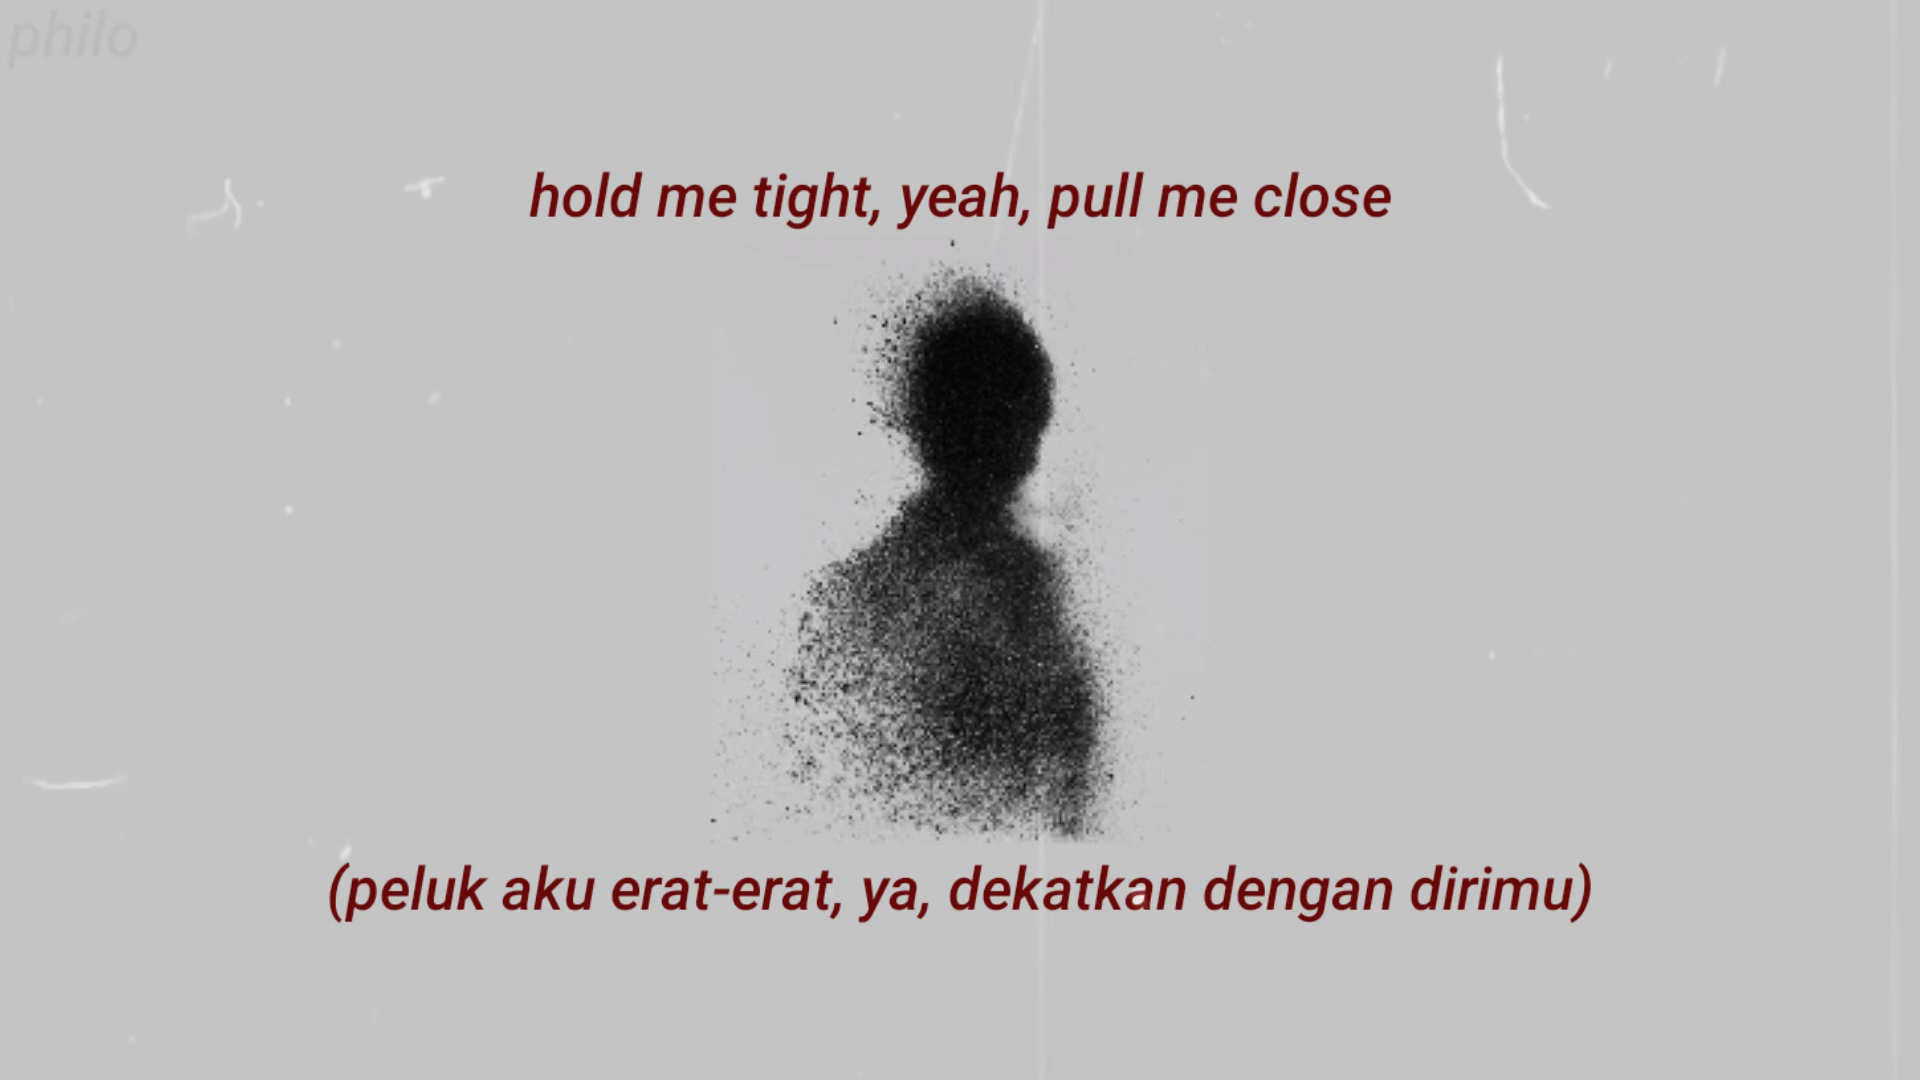 philo
hold me tight, yeah, pull me close
(peluk aku erat-erat, ya, dekatkan dengan dirimu)